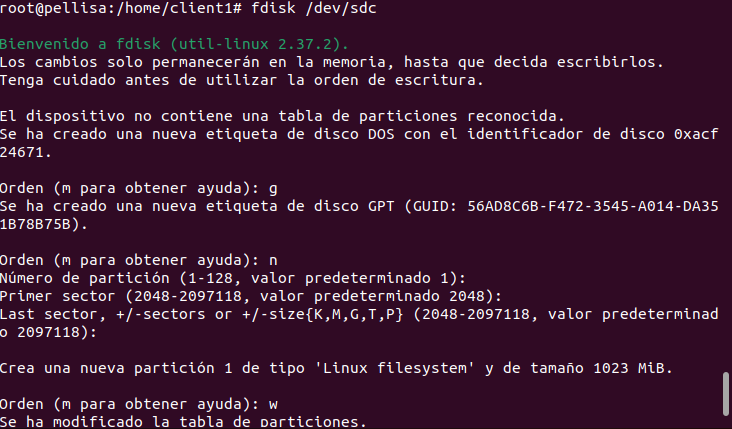 root@pellisa:/home/client1# fdisk /dev/sdc
Bienvenido a fdisk (util-linux 2.37.2).
Los cambios solo permanecerán en la memoria, hasta que decida escribirlos.
Tenga cuidado antes de utilizar la orden de escritura.
El dispositivo no contiene una tabla de particiones reconocida.
Se ha creado una nueva etiqueta de disco DOS con el identificador de disco 0xacf
24671.
Orden (m para obtener ayuda): g
Se ha creado una nueva etiqueta de disco GPT (GUID: 56AD8C6B-F472-3545-A014-DA35
1B78B75B).
Orden (m para obtener ayuda): n
Número de partición (1-128, valor predeterminado 1):
Primer sector (2048-2097118, valor predeterminado 2048):
Last sector, +/-sectors or +/-size{K,M,G,T,P} (2048-2097118, valor predeterminad
o 2097118):
Crea una nueva partición 1 de tipo 'Linux filesystem' y de tamaño 1023 MiB.
Orden (m para obtener ayuda): w
Se ha modificado la tabla de particiones.